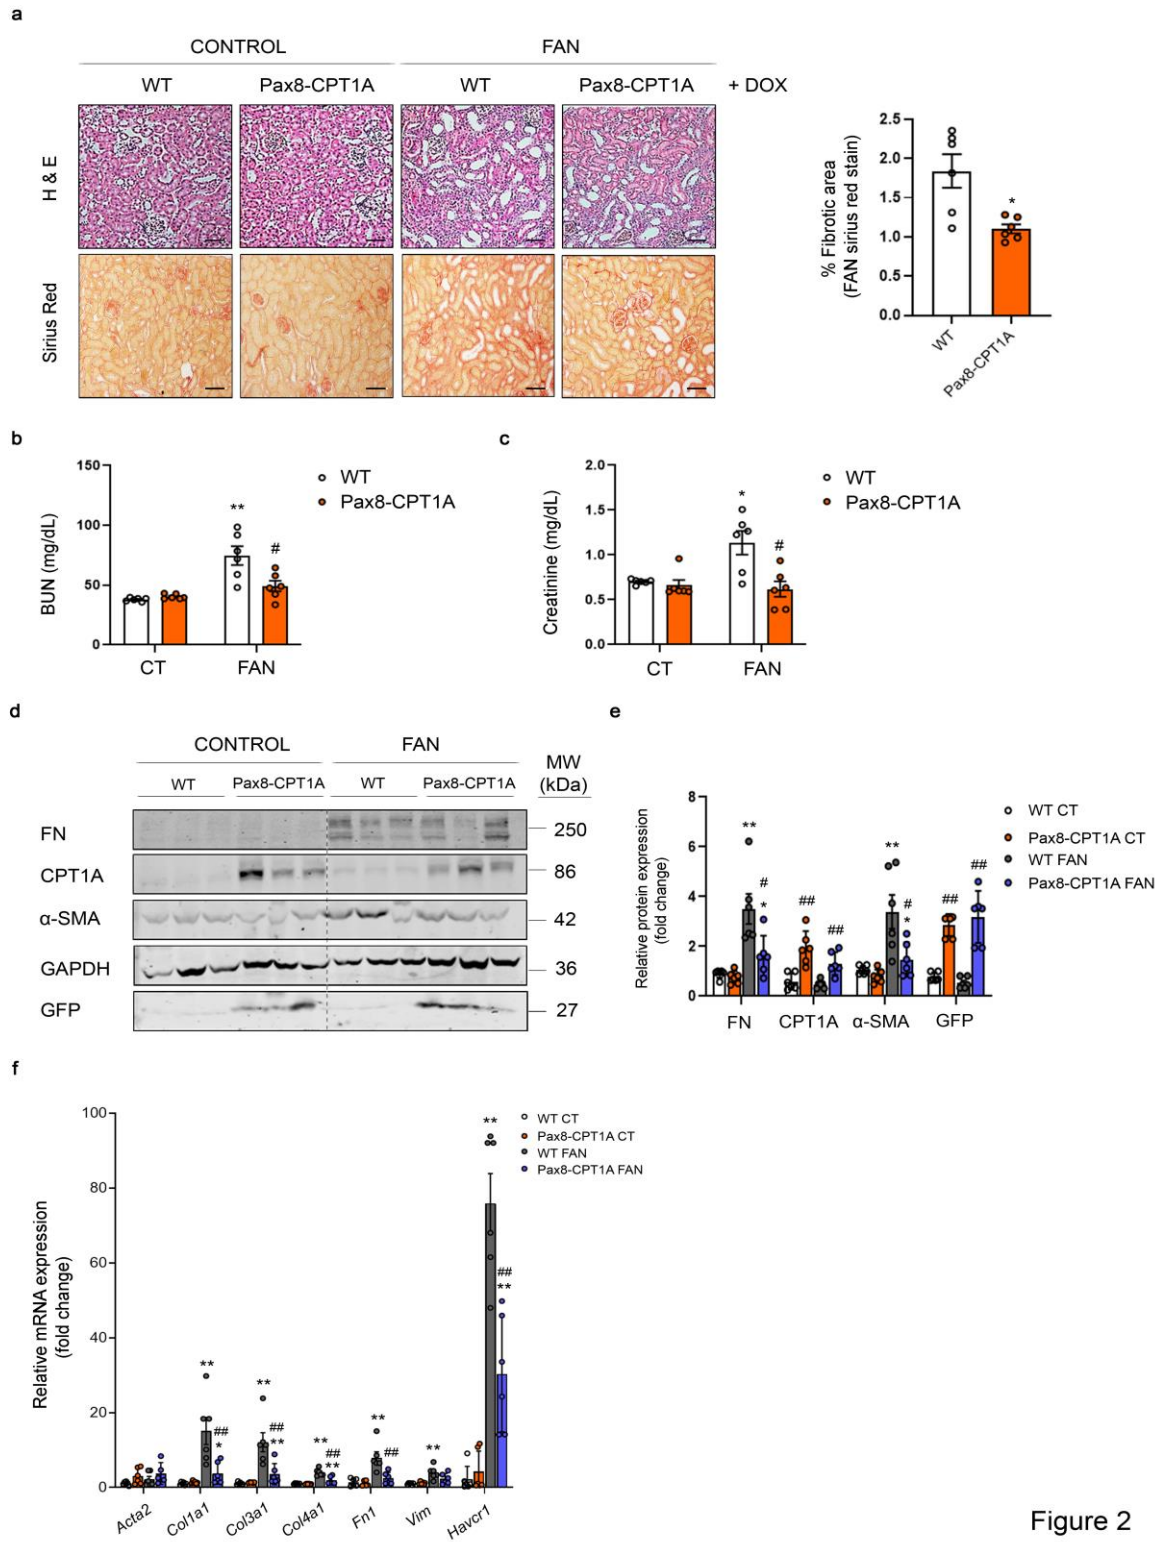 a
CONTROL FAN
WT Pax8-CPT1A WT Pax8-CPT1A + DOX
H & E
Sirius Red
% Fibrotic area
(FAN sirius red stain)
2.5
2.0
1.5
1.0
0.5
0.0
*
WT
Pax8-CPT1A
b
BUN (mg/dL)
150
100
50
0
**
#
CT FAN
WT
Pax8-CPT1A
c
Creatinine (mg/dL)
2.0
1.5
1.0
0.5
0.0
*
#
CT FAN
WT
Pax8-CPT1A
d
CONTROL FAN
WT Pax8-CPT1A WT Pax8-CPT1A
MW
(kDa)
FN 250
CPT1A 86
α-SMA 42
GAPDH 36
GFP 27
e
Relative protein expression
(fold change)
8
6
4
2
0
**
#
*
##
##
**
#
*
##
##
FN CPT1A α-SMA GFP
WT CT
Pax8-CPT1A CT
WT FAN
Pax8-CPT1A FAN
f
Relative mRNA expression
(fold change)
100
80
60
40
20
0
**
##
*
**
##
**
**
##
**
**
##
**
**
##
**
Acta2 Col1a1 Col3a1 Col4a1 Fn1 Vim Havcr1
WT CT
Pax8-CPT1A CT
WT FAN
Pax8-CPT1A FAN
Figure 2